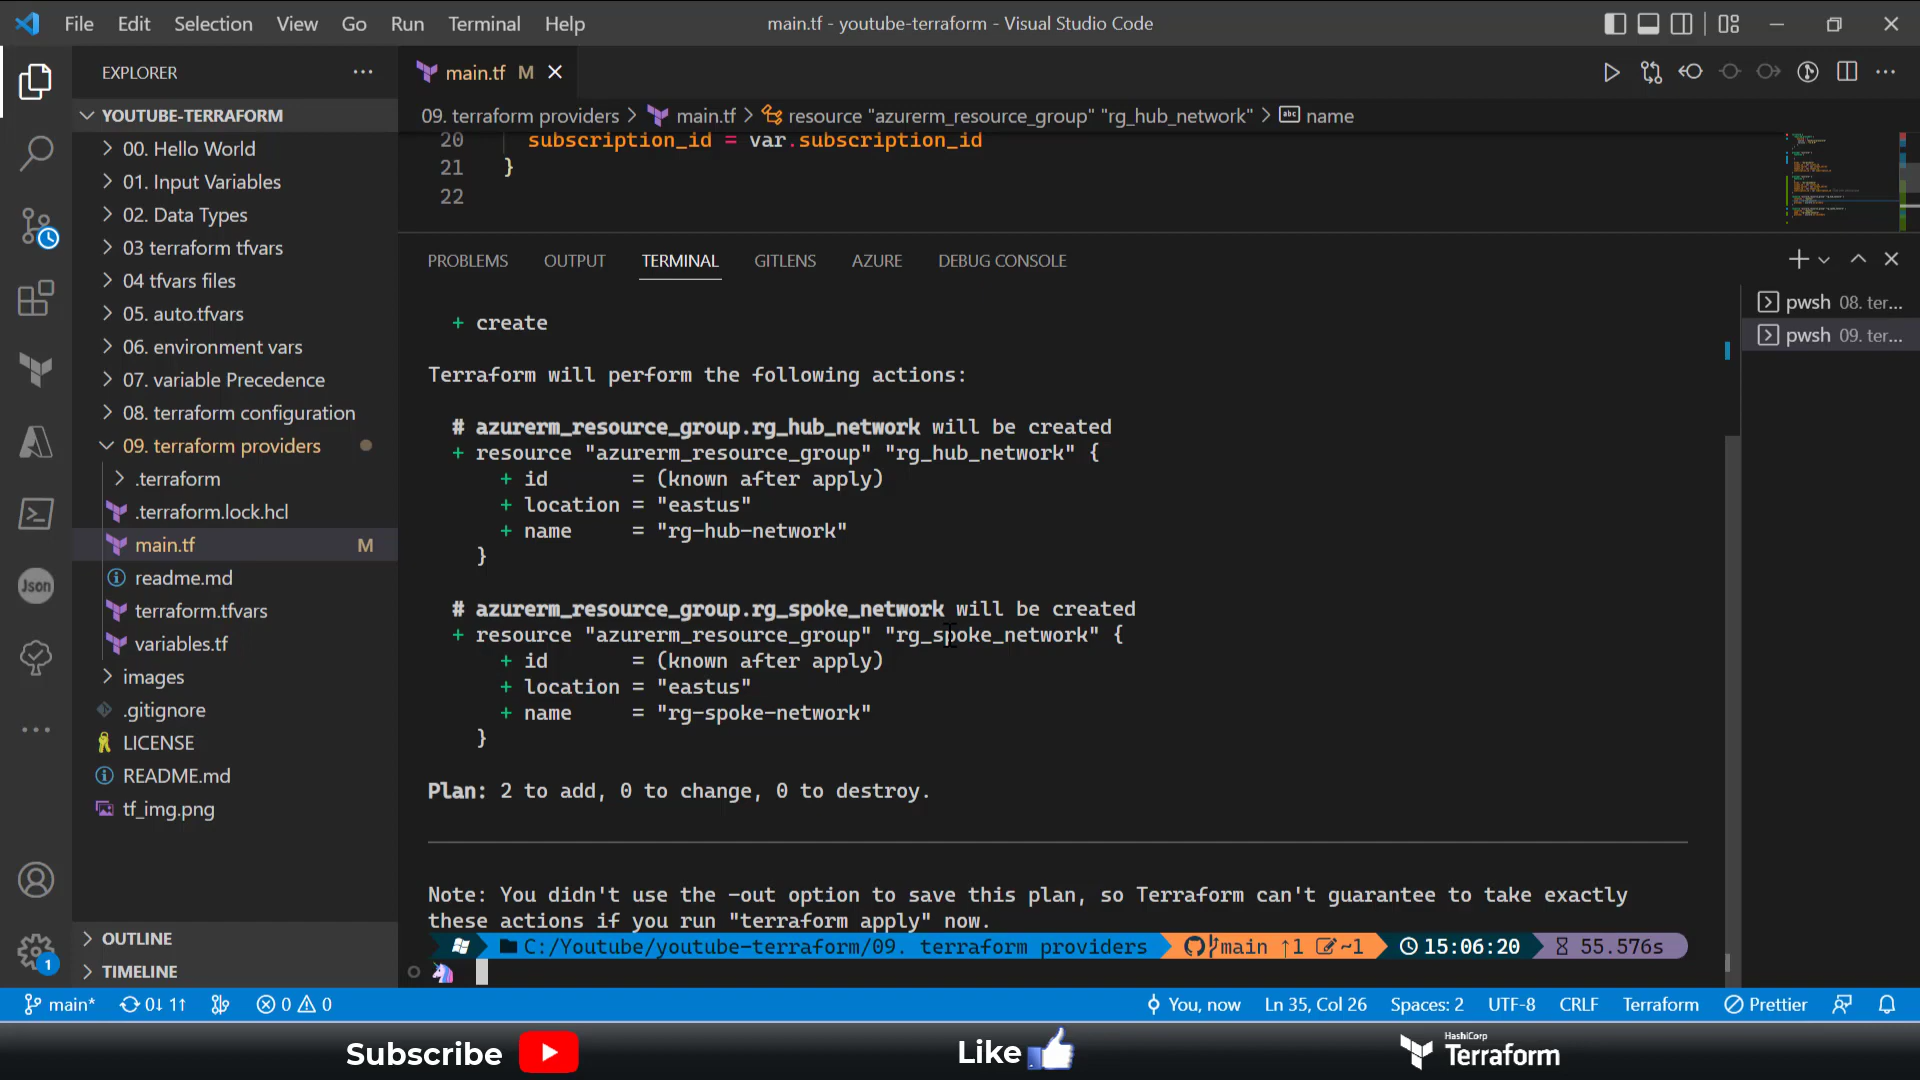 File Edit Selection View Go Run Terminal Help
main.tf - youtube-terraform - Visual Studio Code
EXPLORER
YOUTUBE-TERRAFORM
00. Hello World
01. Input Variables
02. Data Types
03 terraform tfvars
04 tfvars files
05. auto.tfvars
06. environment vars
07. variable Precedence
08. terraform configuration
09. terraform providers
.terraform
.terraform.lock.hcl
main.tf M
readme.md
terraform.tfvars
variables.tf
images
.gitignore
LICENSE
README.md
tf_img.png
OUTLINE
TIMELINE
Json
1
main.tf M
09. terraform providers > main.tf > resource "azurerm_resource_group" "rg_hub_network" > abc name
20 subscription_id = var.subscription_id
21 }
22
PROBLEMS OUTPUT TERMINAL GITLENS AZURE DEBUG CONSOLE
pwsh 08. ter...
pwsh 09. ter...
+ create
Terraform will perform the following actions:
# azurerm_resource_group.rg_hub_network will be created
+ resource "azurerm_resource_group" "rg_hub_network" {
+ id = (known after apply)
+ location = "eastus"
+ name = "rg-hub-network"
}
# azurerm_resource_group.rg_spoke_network will be created
+ resource "azurerm_resource_group" "rg_spoke_network" {
+ id = (known after apply)
+ location = "eastus"
+ name = "rg-spoke-network"
}
Plan: 2 to add, 0 to change, 0 to destroy.
Note: You didn't use the -out option to save this plan, so Terraform can't guarantee to take exactly
these actions if you run "terraform apply" now.
C:/Youtube/youtube-terraform/09. terraform providers main ↑1 ~1 15:06:20 55.576s
main* 0↓ 1↑ 0 0 You, now Ln 35, Col 26 Spaces: 2 UTF-8 CRLF Terraform Prettier
Subscribe
Like
HashiCorp
Terraform